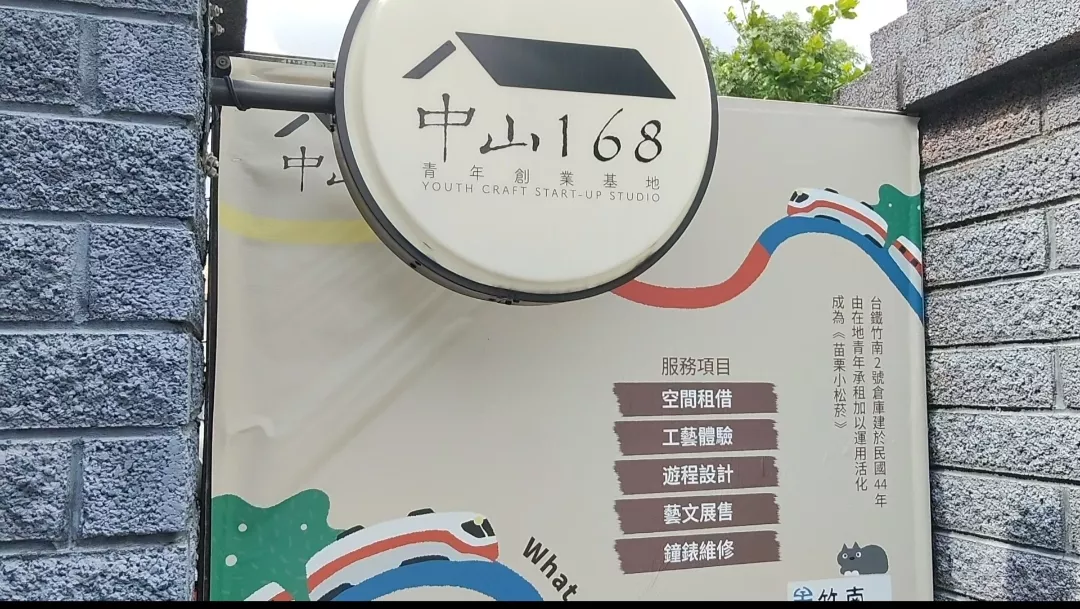 中山168
青年創業基地
YOUTH CRAFT START-UP STUDIO
中
服務項目
空間租借
工藝體驗
遊程設計
藝文展售
鐘錶維修
台鐵竹南2號倉庫建於民國44年
由在地青年承租加以運用活化
成為《苗栗小松菸》
What
竹南